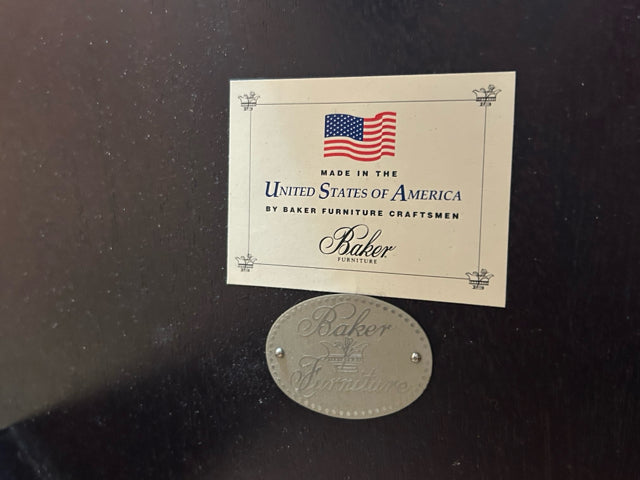 MADE IN THE
UNITED STATES OF AMERICA
BY BAKER FURNITURE CRAFTSMEN
Baker
FURNITURE
Baker
Furniture